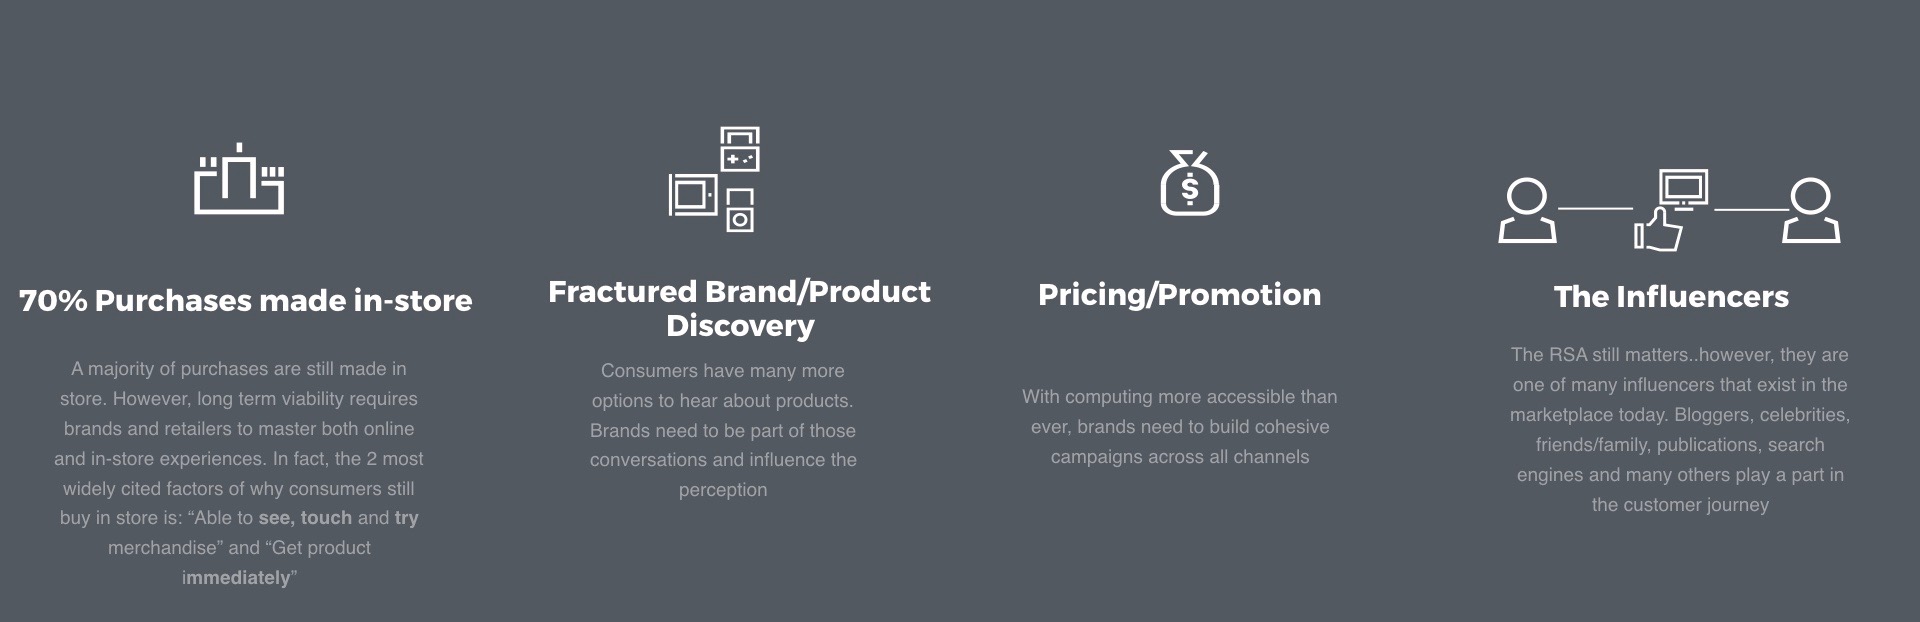 70% Purchases made in-store
A majority of purchases are still made in
store. However, long term viability requires
brands and retailers to master both online
and in-store experiences. In fact, the 2 most
widely cited factors of why consumers still
buy in store is: “Able to see, touch and try
merchandise” and “Get product
immediately”
Fractured Brand/Product
Discovery
Consumers have many more
options to hear about products.
Brands need to be part of those
conversations and influence the
perception
$
Pricing/Promotion
With computing more accessible than
ever, brands need to build cohesive
campaigns across all channels
The Influencers
The RSA still matters..however, they are
one of many influencers that exist in the
marketplace today. Bloggers, celebrities,
friends/family, publications, search
engines and many others play a part in
the customer journey